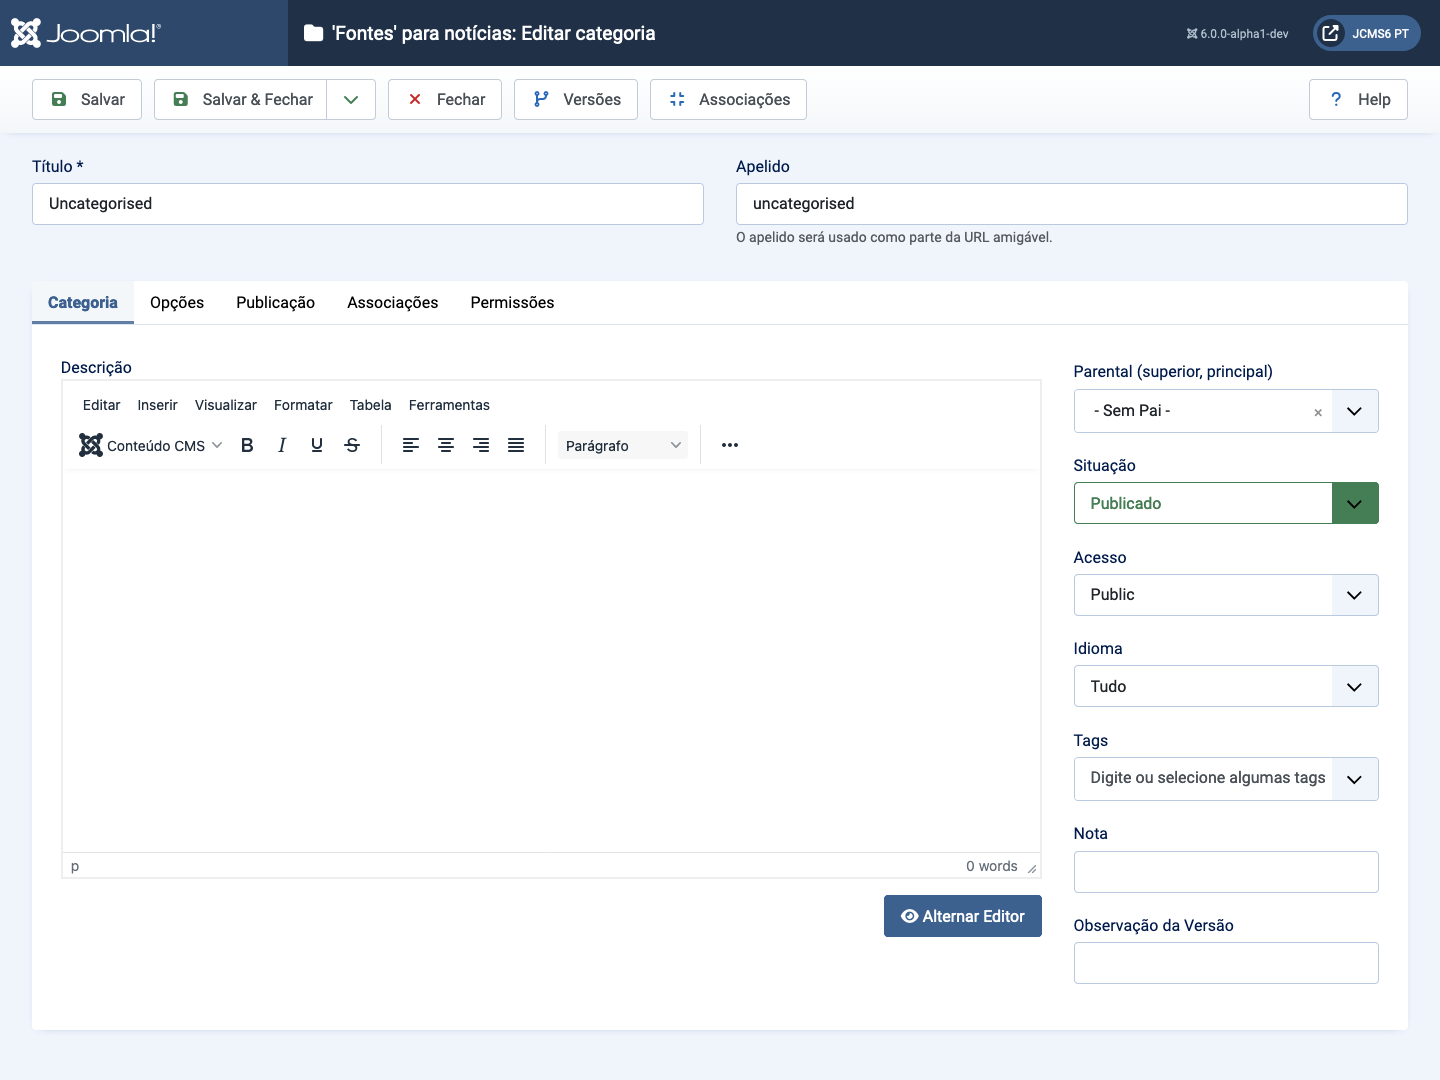 Joomla!®
'Fontes' para notícias: Editar categoria
6.0.0-alpha1-dev
JCMS6 PT
Salvar
Salvar & Fechar
Fechar
Versões
Associações
? Help
Título *
Apelido
Uncategorised
uncategorised
O apelido será usado como parte da URL amigável.
Categoria
Opções
Publicação
Associações
Permissões
Descrição
Editar
Inserir
Visualizar
Formatar
Tabela
Ferramentas
Conteúdo CMS
B
I
U
S
Parágrafo
p
0 words
Alternar Editor
Parental (superior, principal)
- Sem Pai -
Situação
Publicado
Acesso
Public
Idioma
Tudo
Tags
Digite ou selecione algumas tags
Nota
Observação da Versão